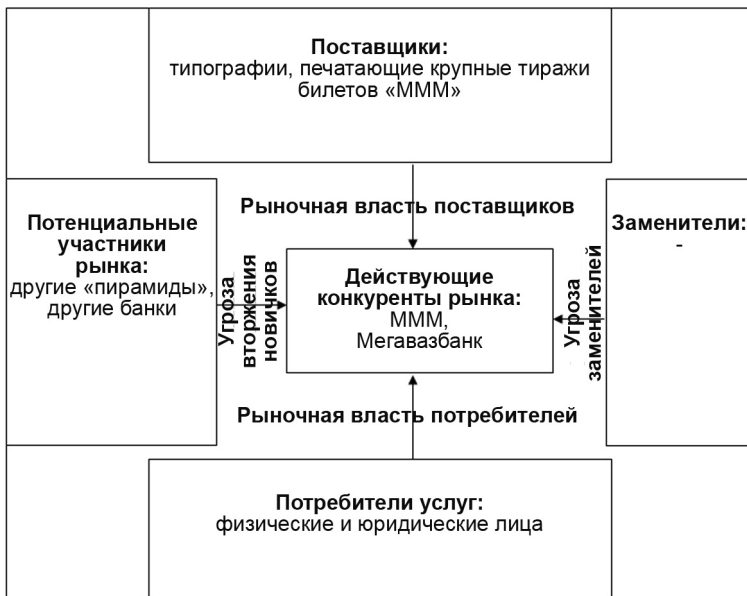 Поставщики:
типографии, печатающие крупные тиражи
билетов «МММ»
Рыночная власть поставщиков
Потенциальные
участники
рынка:
другие «пирамиды»,
другие банки
Угроза
вторжения
новичков
Действующие
конкуренты рынка:
МММ,
Мегавазбанк
Угроза
заменителей
Заменители:
-
Рыночная власть потребителей
Потребители услуг:
физические и юридические лица